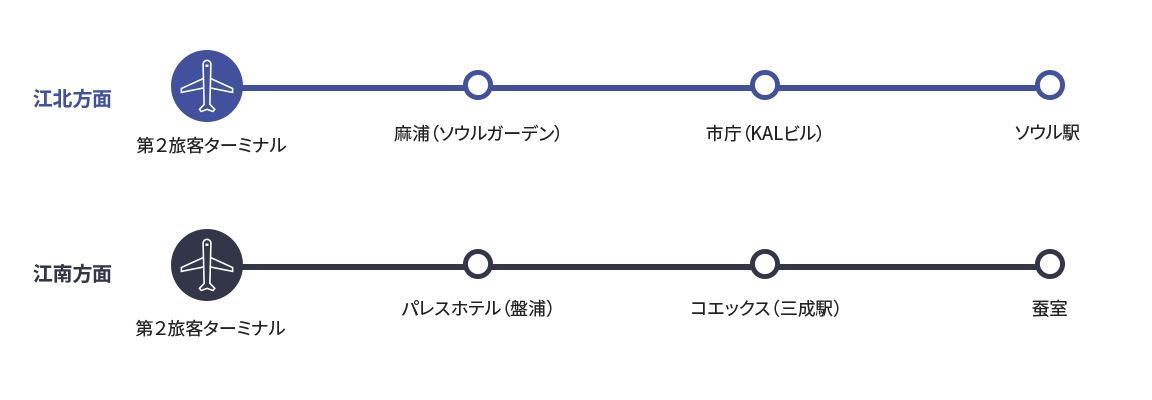 江北方面
第２旅客ターミナル
麻浦（ソウルガーデン）
市庁（KALビル）
ソウル駅
江南方面
第２旅客ターミナル
パレスホテル（盤浦）
コエックス（三成駅）
蚕室